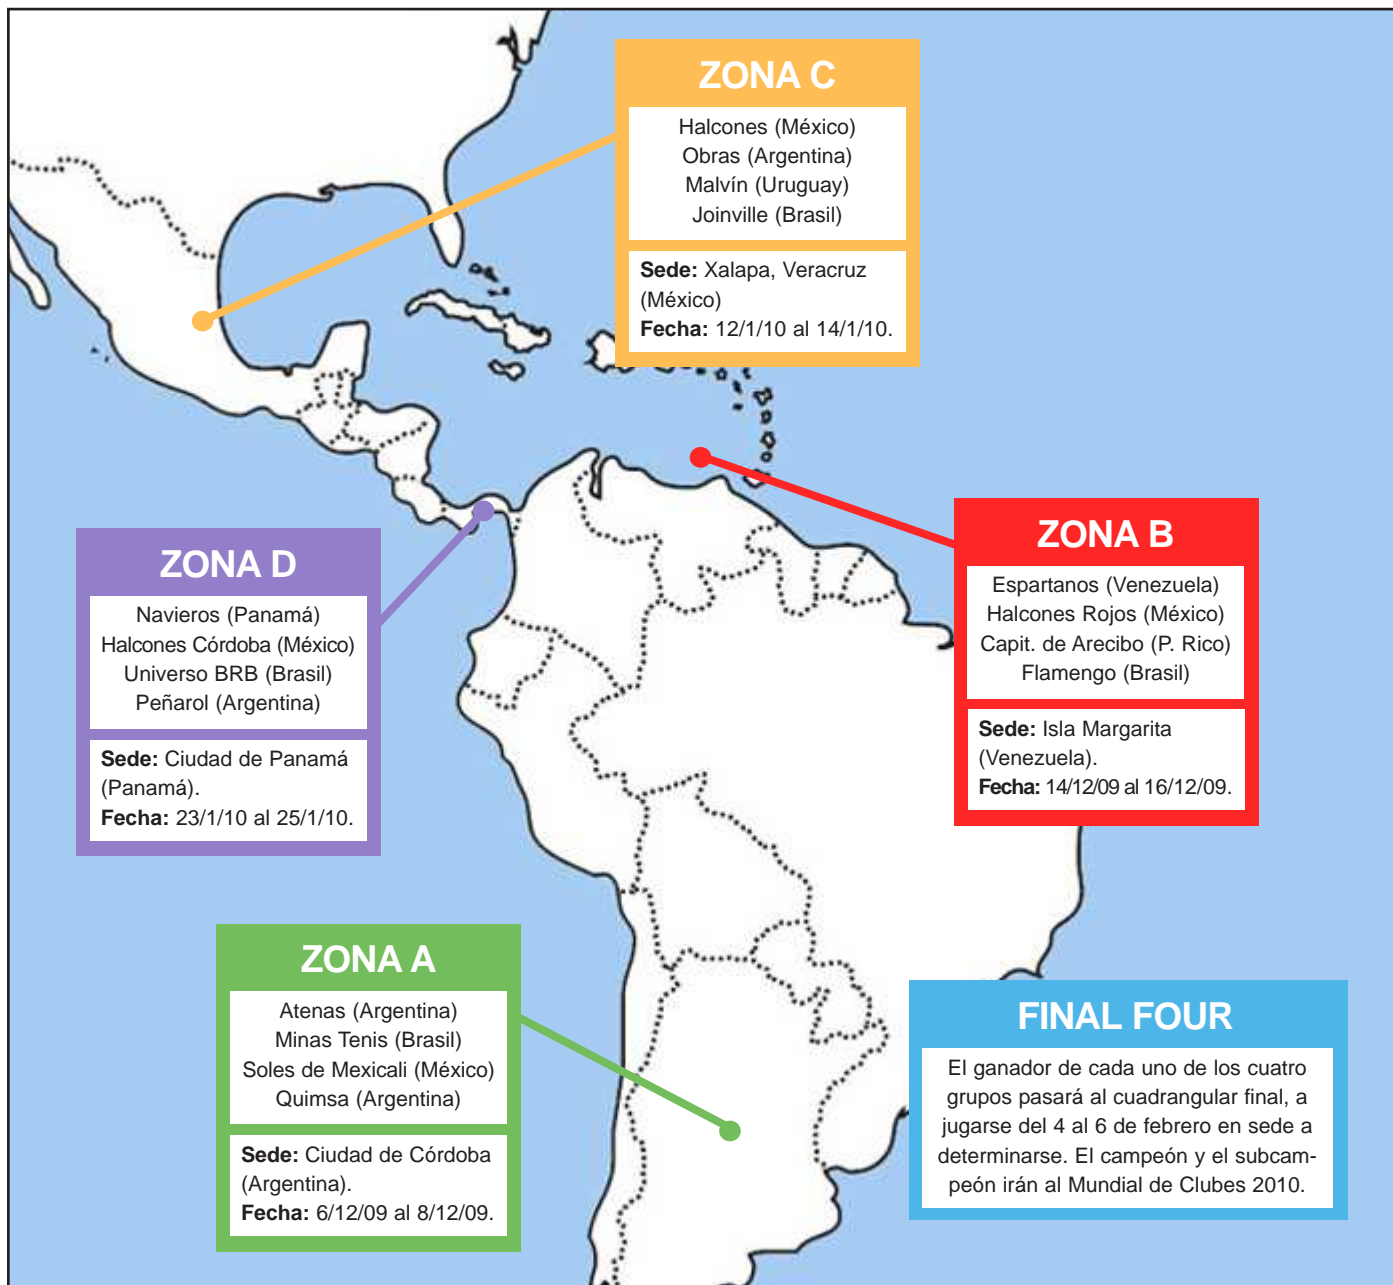 ZONA C
Halcones (México)
Obras (Argentina)
Malvín (Uruguay)
Joinville (Brasil)
Sede: Xalapa, Veracruz
(México)
Fecha: 12/1/10 al 14/1/10.
ZONA B
Espartanos (Venezuela)
Halcones Rojos (México)
Capit. de Arecibo (P. Rico)
Flamengo (Brasil)
Sede: Isla Margarita
(Venezuela).
Fecha: 14/12/09 al 16/12/09.
ZONA D
Navieros (Panamá)
Halcones Córdoba (México)
Universo BRB (Brasil)
Peñarol (Argentina)
Sede: Ciudad de Panamá
(Panamá).
Fecha: 23/1/10 al 25/1/10.
ZONA A
Atenas (Argentina)
Minas Tenis (Brasil)
Soles de Mexicali (México)
Quimsa (Argentina)
Sede: Ciudad de Córdoba
(Argentina).
Fecha: 6/12/09 al 8/12/09.
FINAL FOUR
El ganador de cada uno de los cuatro
grupos pasará al cuadrangular final, a
jugarse del 4 al 6 de febrero en sede a
determinarse. El campeón y el subcam-
peón irán al Mundial de Clubes 2010.